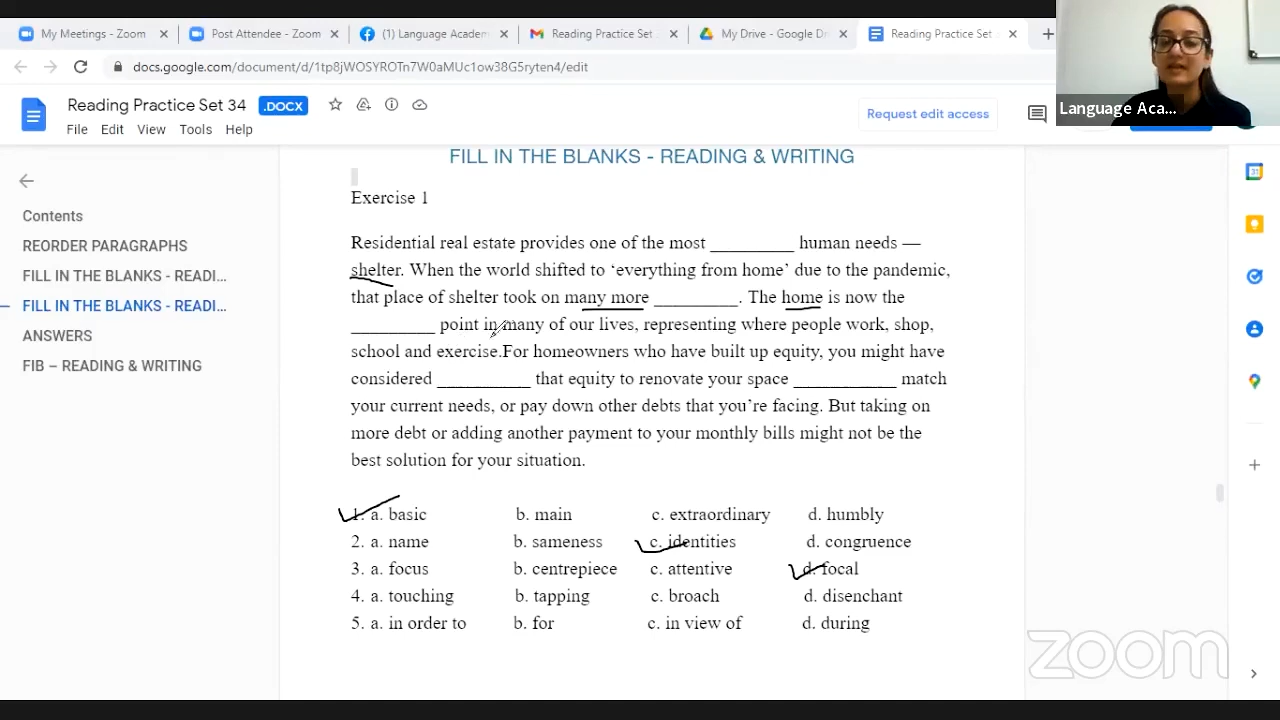 My Meetings - Zoom
Post Attendee - Zoom
(1) Language Academ
Reading Practice Set
My Drive - Google Dr
Reading Practice Set
docs.google.com/document/d/1tp8jWOSYROTn7W0aMUc1ow38G5ryten4/edit
Reading Practice Set 34 .DOCX
Request edit access
File Edit View Tools Help
Language Aca...
Contents
REORDER PARAGRAPHS
FILL IN THE BLANKS - READI...
FILL IN THE BLANKS - READI...
ANSWERS
FIB – READING & WRITING
FILL IN THE BLANKS - READING & WRITING
Exercise 1
Residential real estate provides one of the most _________ human needs —
shelter. When the world shifted to ‘everything from home’ due to the pandemic,
that place of shelter took on many more _________. The home is now the
_________ point in many of our lives, representing where people work, shop,
school and exercise.For homeowners who have built up equity, you might have
considered __________ that equity to renovate your space ___________ match
your current needs, or pay down other debts that you’re facing. But taking on
more debt or adding another payment to your monthly bills might not be the
best solution for your situation.
1. a. basic b. main c. extraordinary d. humbly
2. a. name b. sameness c. identities d. congruence
3. a. focus b. centrepiece c. attentive d. focal
4. a. touching b. tapping c. broach d. disenchant
5. a. in order to b. for c. in view of d. during
31
zoom